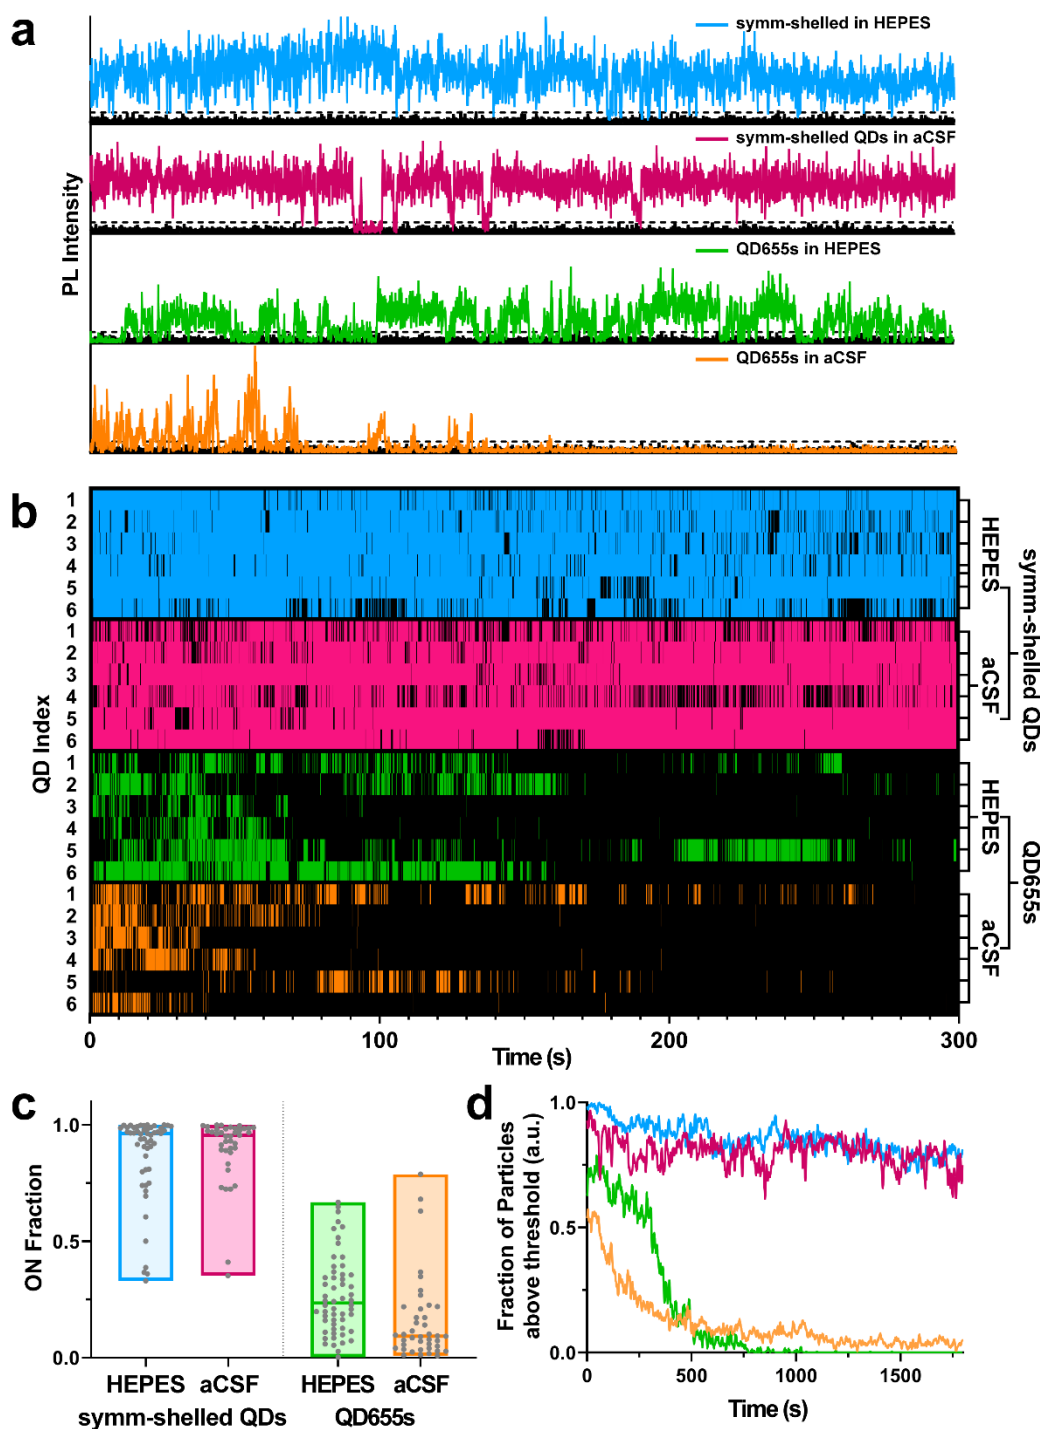 a
symm-shelled in HEPES
symm-shelled QDs in aCSF
QD655s in HEPES
QD655s in aCSF
PL Intensity
b
1
2
3
4
5
6
1
2
3
4
5
6
1
2
3
4
5
6
1
2
3
4
5
6
QD Index
HEPES
aCSF
symm-shelled QDs
HEPES
aCSF
QD655s
0 100 200 300
Time (s)
c
1.0
0.5
0.0
ON Fraction
HEPES aCSF HEPES aCSF
symm-shelled QDs QD655s
d
1.0
0.5
0.0
Fraction of Particles
above threshold (a.u.)
0 500 1000 1500
Time (s)